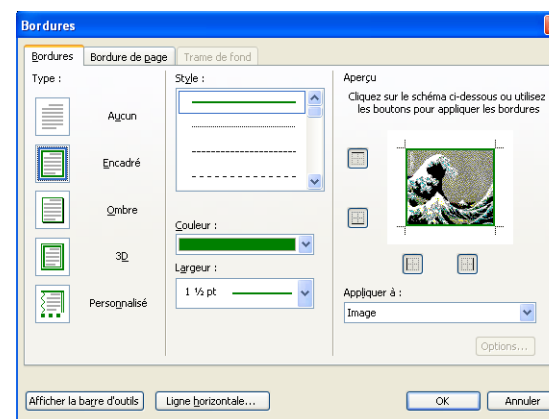 Bordures
Bordures
Bordure de page
Trame de fond
Type :
Aucun
Encadré
Ombre
3D
Personnalisé
Style :
Couleur :
Largeur :
1 ½ pt
Aperçu
Cliquez sur le schéma ci-dessous ou utilisez
les boutons pour appliquer les bordures
Appliquer à :
Image
Options...
Afficher la barre d'outils
Ligne horizontale...
OK
Annuler